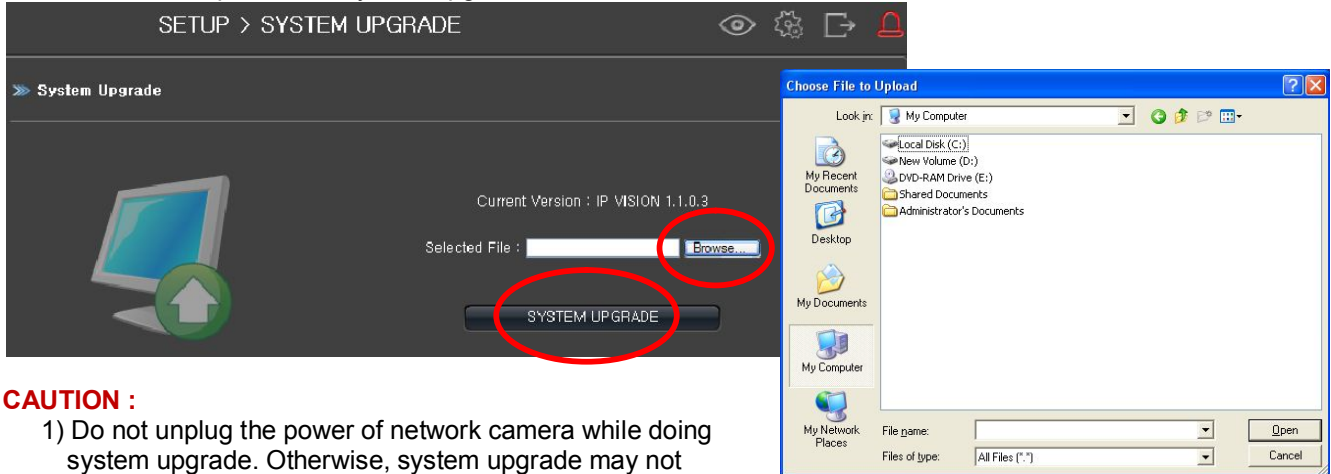 SETUP > SYSTEM UPGRADE
System Upgrade
Current Version : IP VISION 1.1.0.3
Selected File :
Browse...
SYSTEM UPGRADE
CAUTION :
1) Do not unplug the power of network camera while doing
system upgrade. Otherwise, system upgrade may not
Choose File to Upload
Look in:
My Computer
My Recent
Documents
Desktop
My Documents
My Computer
My Network
Places
Local Disk (C:)
New Volume (D:)
DVD-RAM Drive (E:)
Shared Documents
Administrator's Documents
File name:
Open
Files of type:
All Files (*.*)
Cancel